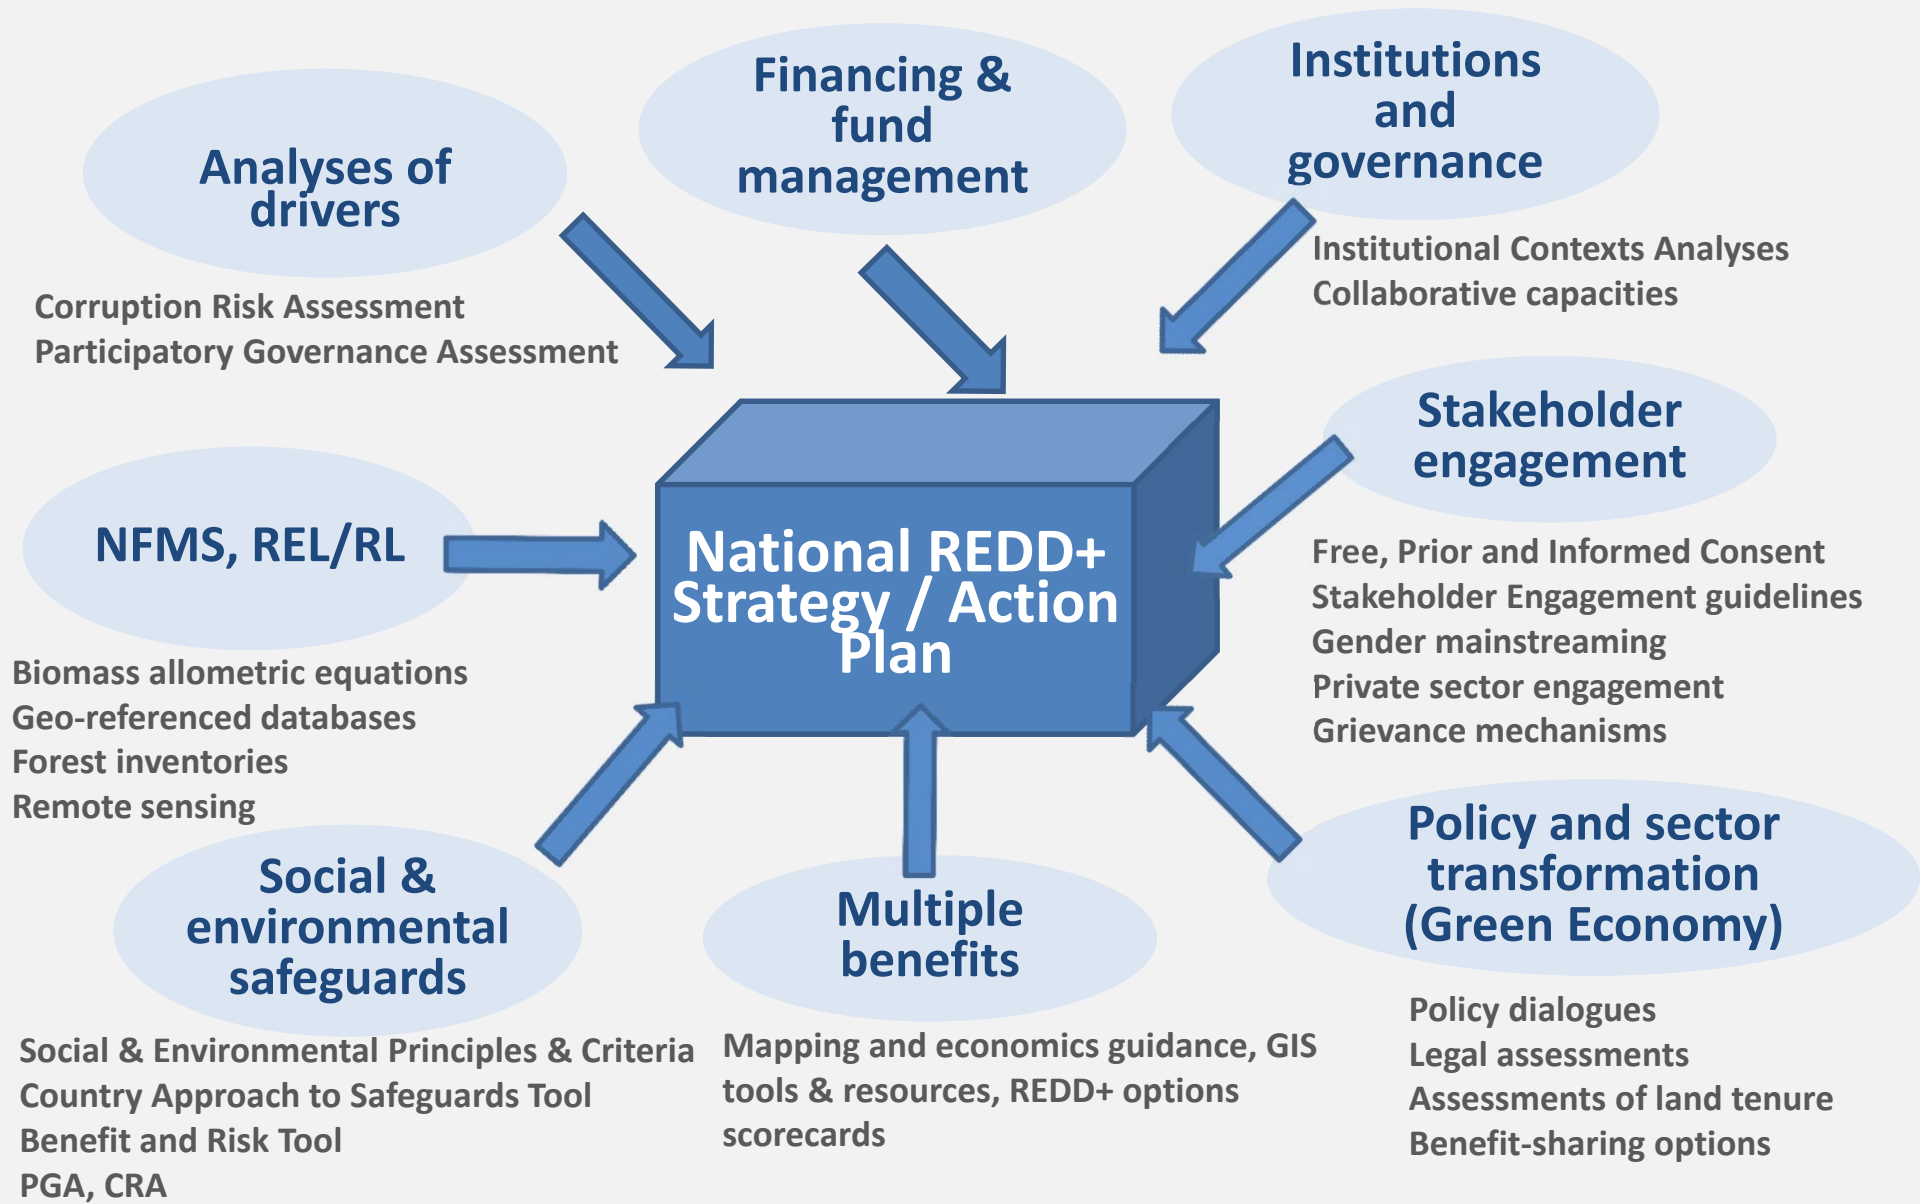 Analyses of
drivers
Corruption Risk Assessment
Participatory Governance Assessment
Financing &
fund
management
Institutions
and
governance
Institutional Contexts Analyses
Collaborative capacities
Stakeholder
engagement
Free, Prior and Informed Consent
Stakeholder Engagement guidelines
Gender mainstreaming
Private sector engagement
Grievance mechanisms
NFMS, REL/RL
Biomass allometric equations
Geo-referenced databases
Forest inventories
Remote sensing
National REDD+
Strategy / Action
Plan
Social &
environmental
safeguards
Social & Environmental Principles & Criteria
Country Approach to Safeguards Tool
Benefit and Risk Tool
PGA, CRA
Multiple
benefits
Mapping and economics guidance, GIS
tools & resources, REDD+ options
scorecards
Policy and sector
transformation
(Green Economy)
Policy dialogues
Legal assessments
Assessments of land tenure
Benefit-sharing options